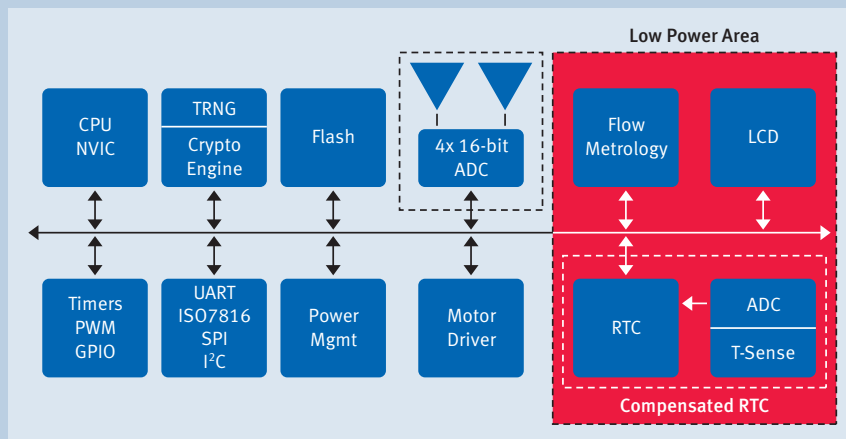 Low Power Area
CPU
NVIC
TRNG
Crypto
Engine
Flash
4x 16-bit
ADC
Flow
Metrology
LCD
Timers
PWM
GPIO
UART
ISO7816
SPI
I²C
Power
Mgmt
Motor
Driver
RTC
ADC
T-Sense
Compensated RTC